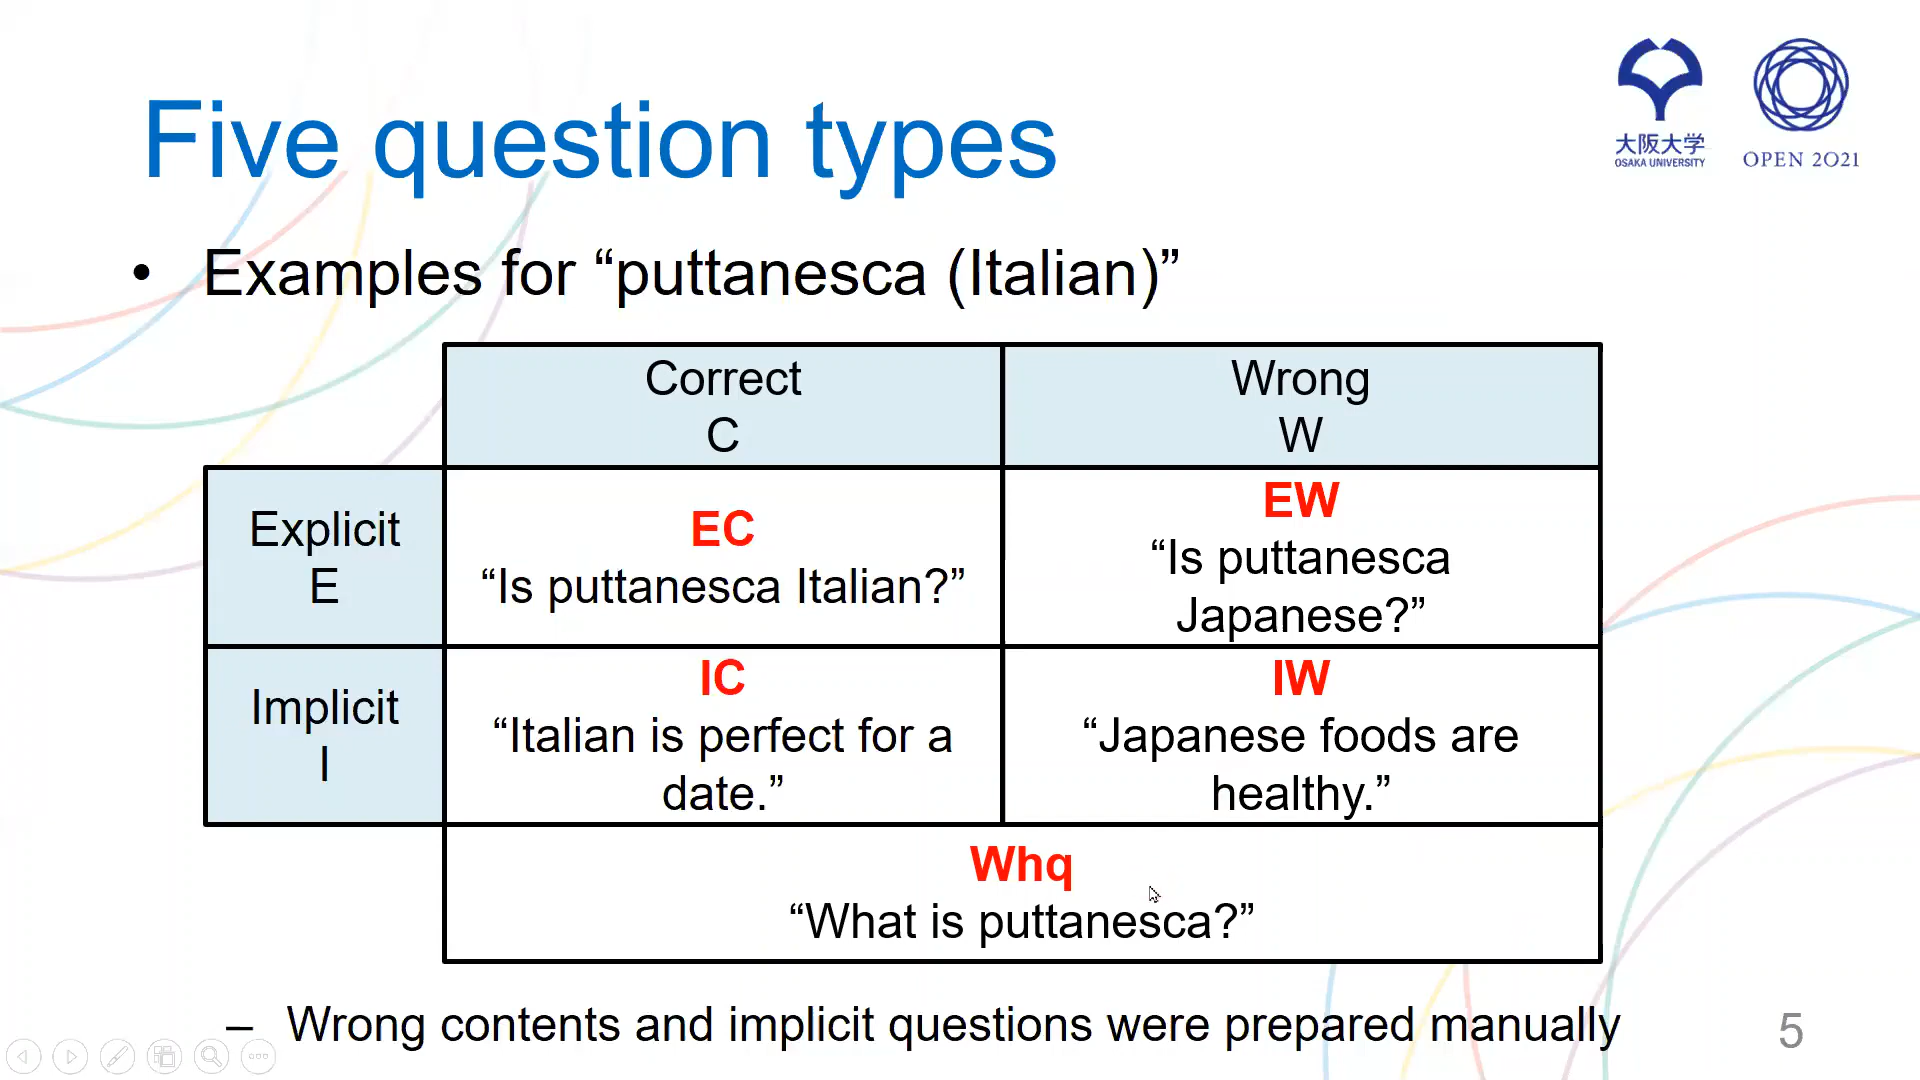 Five question types
大阪大学
OSAKA UNIVERSITY
OPEN 2O21
• Examples for “puttanesca (Italian)”
Correct
C
Wrong
W
Explicit
E
EC
“Is puttanesca Italian?”
EW
“Is puttanesca
Japanese?”
Implicit
I
IC
“Italian is perfect for a
date.”
IW
“Japanese foods are
healthy.”
Whq
“What is puttanesca?”
– Wrong contents and implicit questions were prepared manually
5